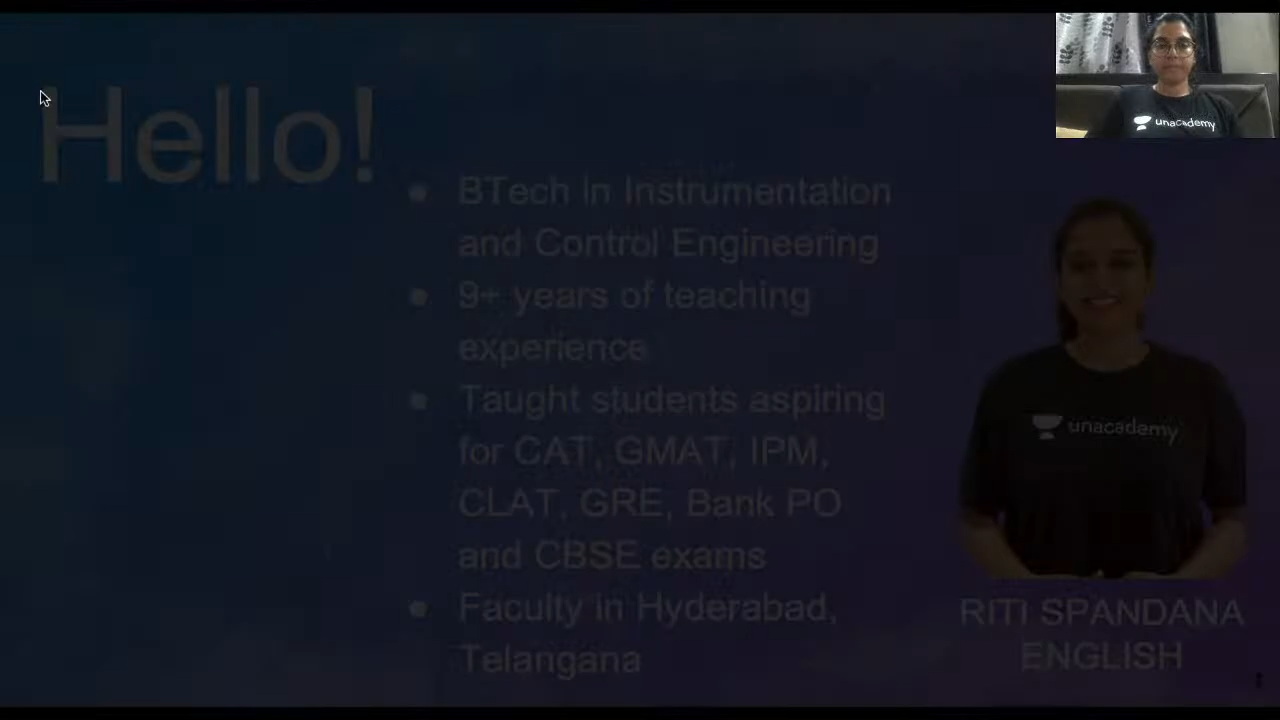 unacademy
Hello!
BTech in Instrumentation
and Control Engineering
9+ years of teaching
experience
Taught students aspiring
for CAT, GMAT, IPM,
CLAT, GRE, Bank PO
and CBSE exams
Faculty in Hyderabad,
Telangana
unacademy
RITI SPANDANA
ENGLISH